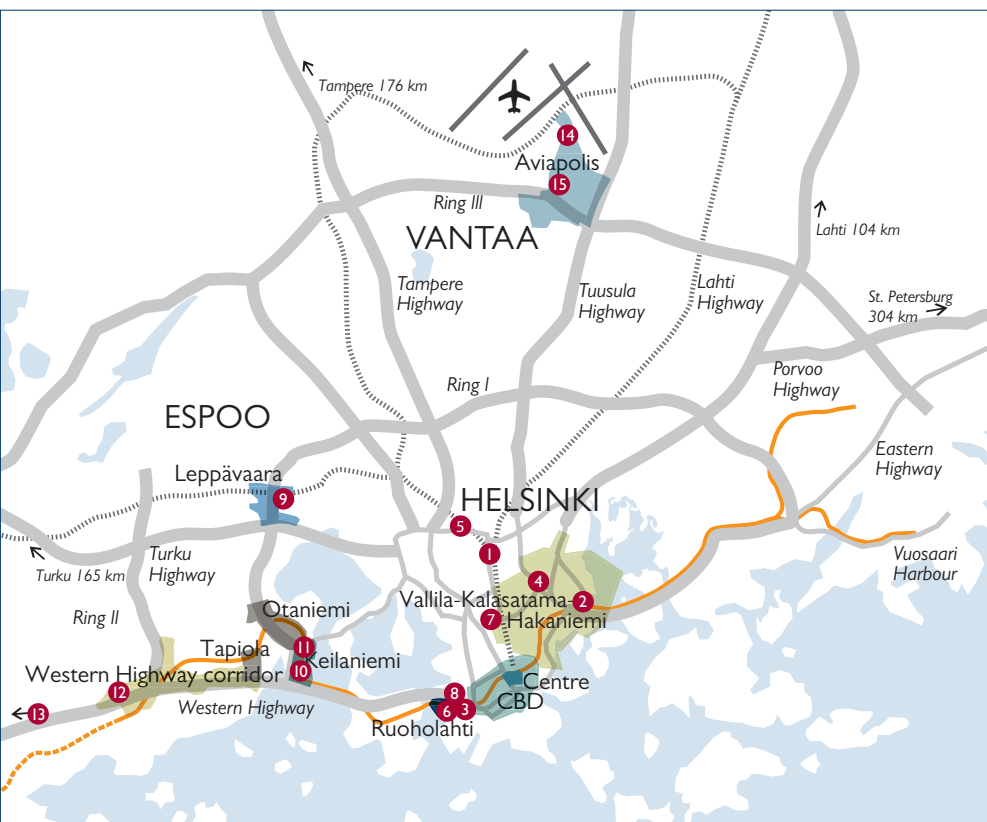 Tampere 176 km
14
Aviapolis
15
Ring III
VANTAA
Lahti 104 km
Tampere
Highway
Tuusula
Highway
Lahti
Highway
St. Petersburg
304 km
Ring I
Porvoo
Highway
ESPOO
Leppävaara
9
HELSINKI
Eastern
Highway
5
1
Turku
Highway
Turku 165 km
Vuosaari
Harbour
4
Vallila-Kalasatama-
2
Hakaniemi
7
Ring II
Otaniemi
11
Tapiola
Keilaniemi
10
Western Highway corridor
12
Western Highway
13
Centre
CBD
8
6
3
Ruoholahti